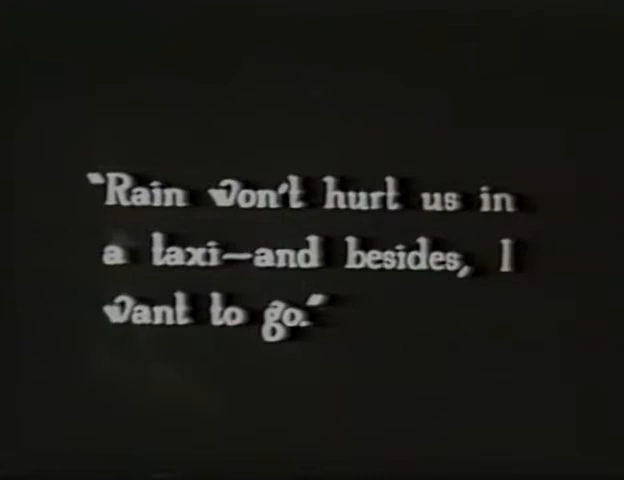 "Rain won't hurt us in
a taxi—and besides, I
want to go."